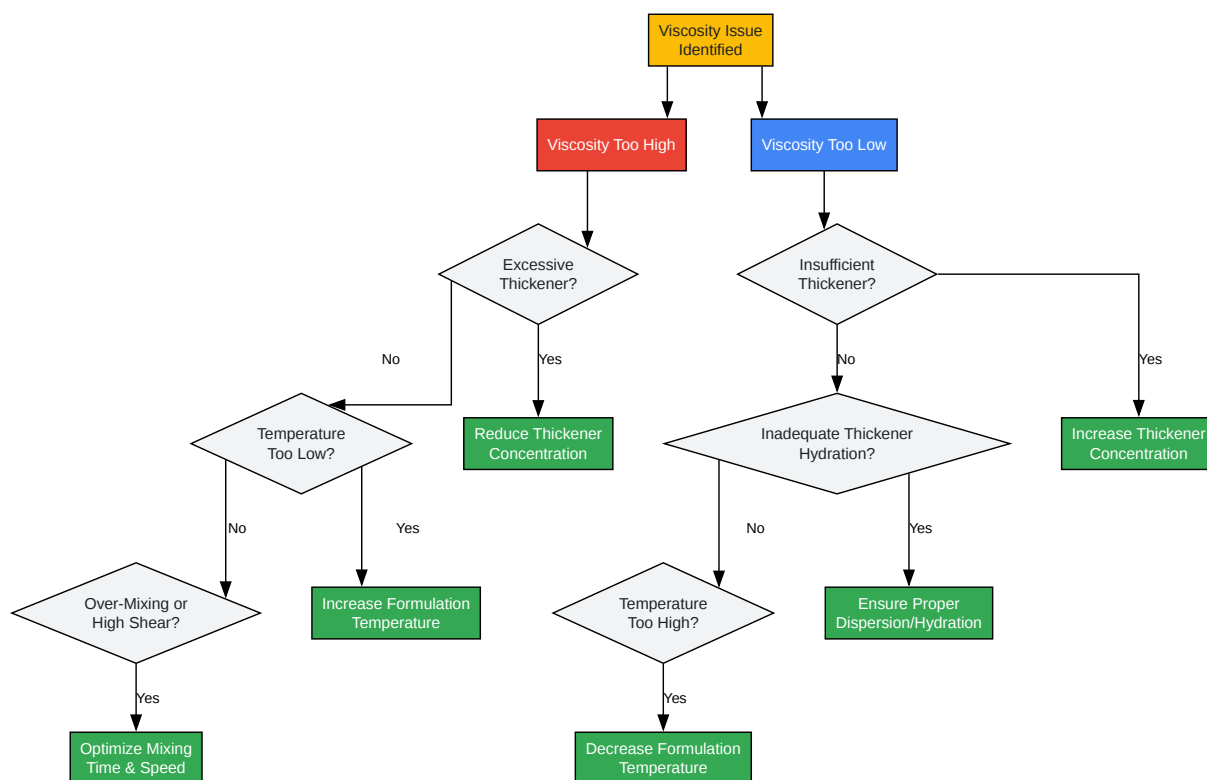 Viscosity Issue
Identified
Viscosity Too High
Viscosity Too Low
Excessive
Thickener?
Insufficient
Thickener?
No
Yes
No
Yes
Temperature
Too Low?
Reduce Thickener
Concentration
Inadequate Thickener
Hydration?
Increase Thickener
Concentration
No
Yes
No
Yes
Over-Mixing or
High Shear?
Increase Formulation
Temperature
Temperature
Too High?
Ensure Proper
Dispersion/Hydration
Yes
Yes
Optimize Mixing
Time & Speed
Decrease Formulation
Temperature